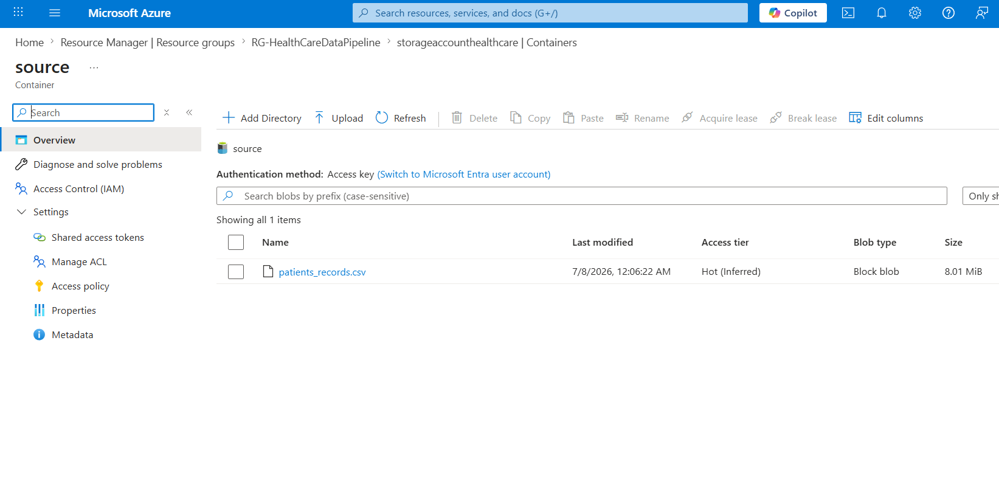 Microsoft Azure
Search resources, services, and docs (G+/)
Copilot
Home > Resource Manager | Resource groups > RG-HealthCareDataPipeline > storageaccounthealthcare | Containers
source ...
Container
Search
Add Directory Upload Refresh Delete Copy Paste Rename Acquire lease Break lease Edit columns
Overview
Diagnose and solve problems
Access Control (IAM)
Settings
Shared access tokens
Manage ACL
Access policy
Properties
Metadata
source
Authentication method: Access key (Switch to Microsoft Entra user account)
Search blobs by prefix (case-sensitive)
Only sh
Showing all 1 items
Name Last modified Access tier Blob type Size
patients_records.csv 7/8/2026, 12:06:22 AM Hot (Inferred) Block blob 8.01 MiB